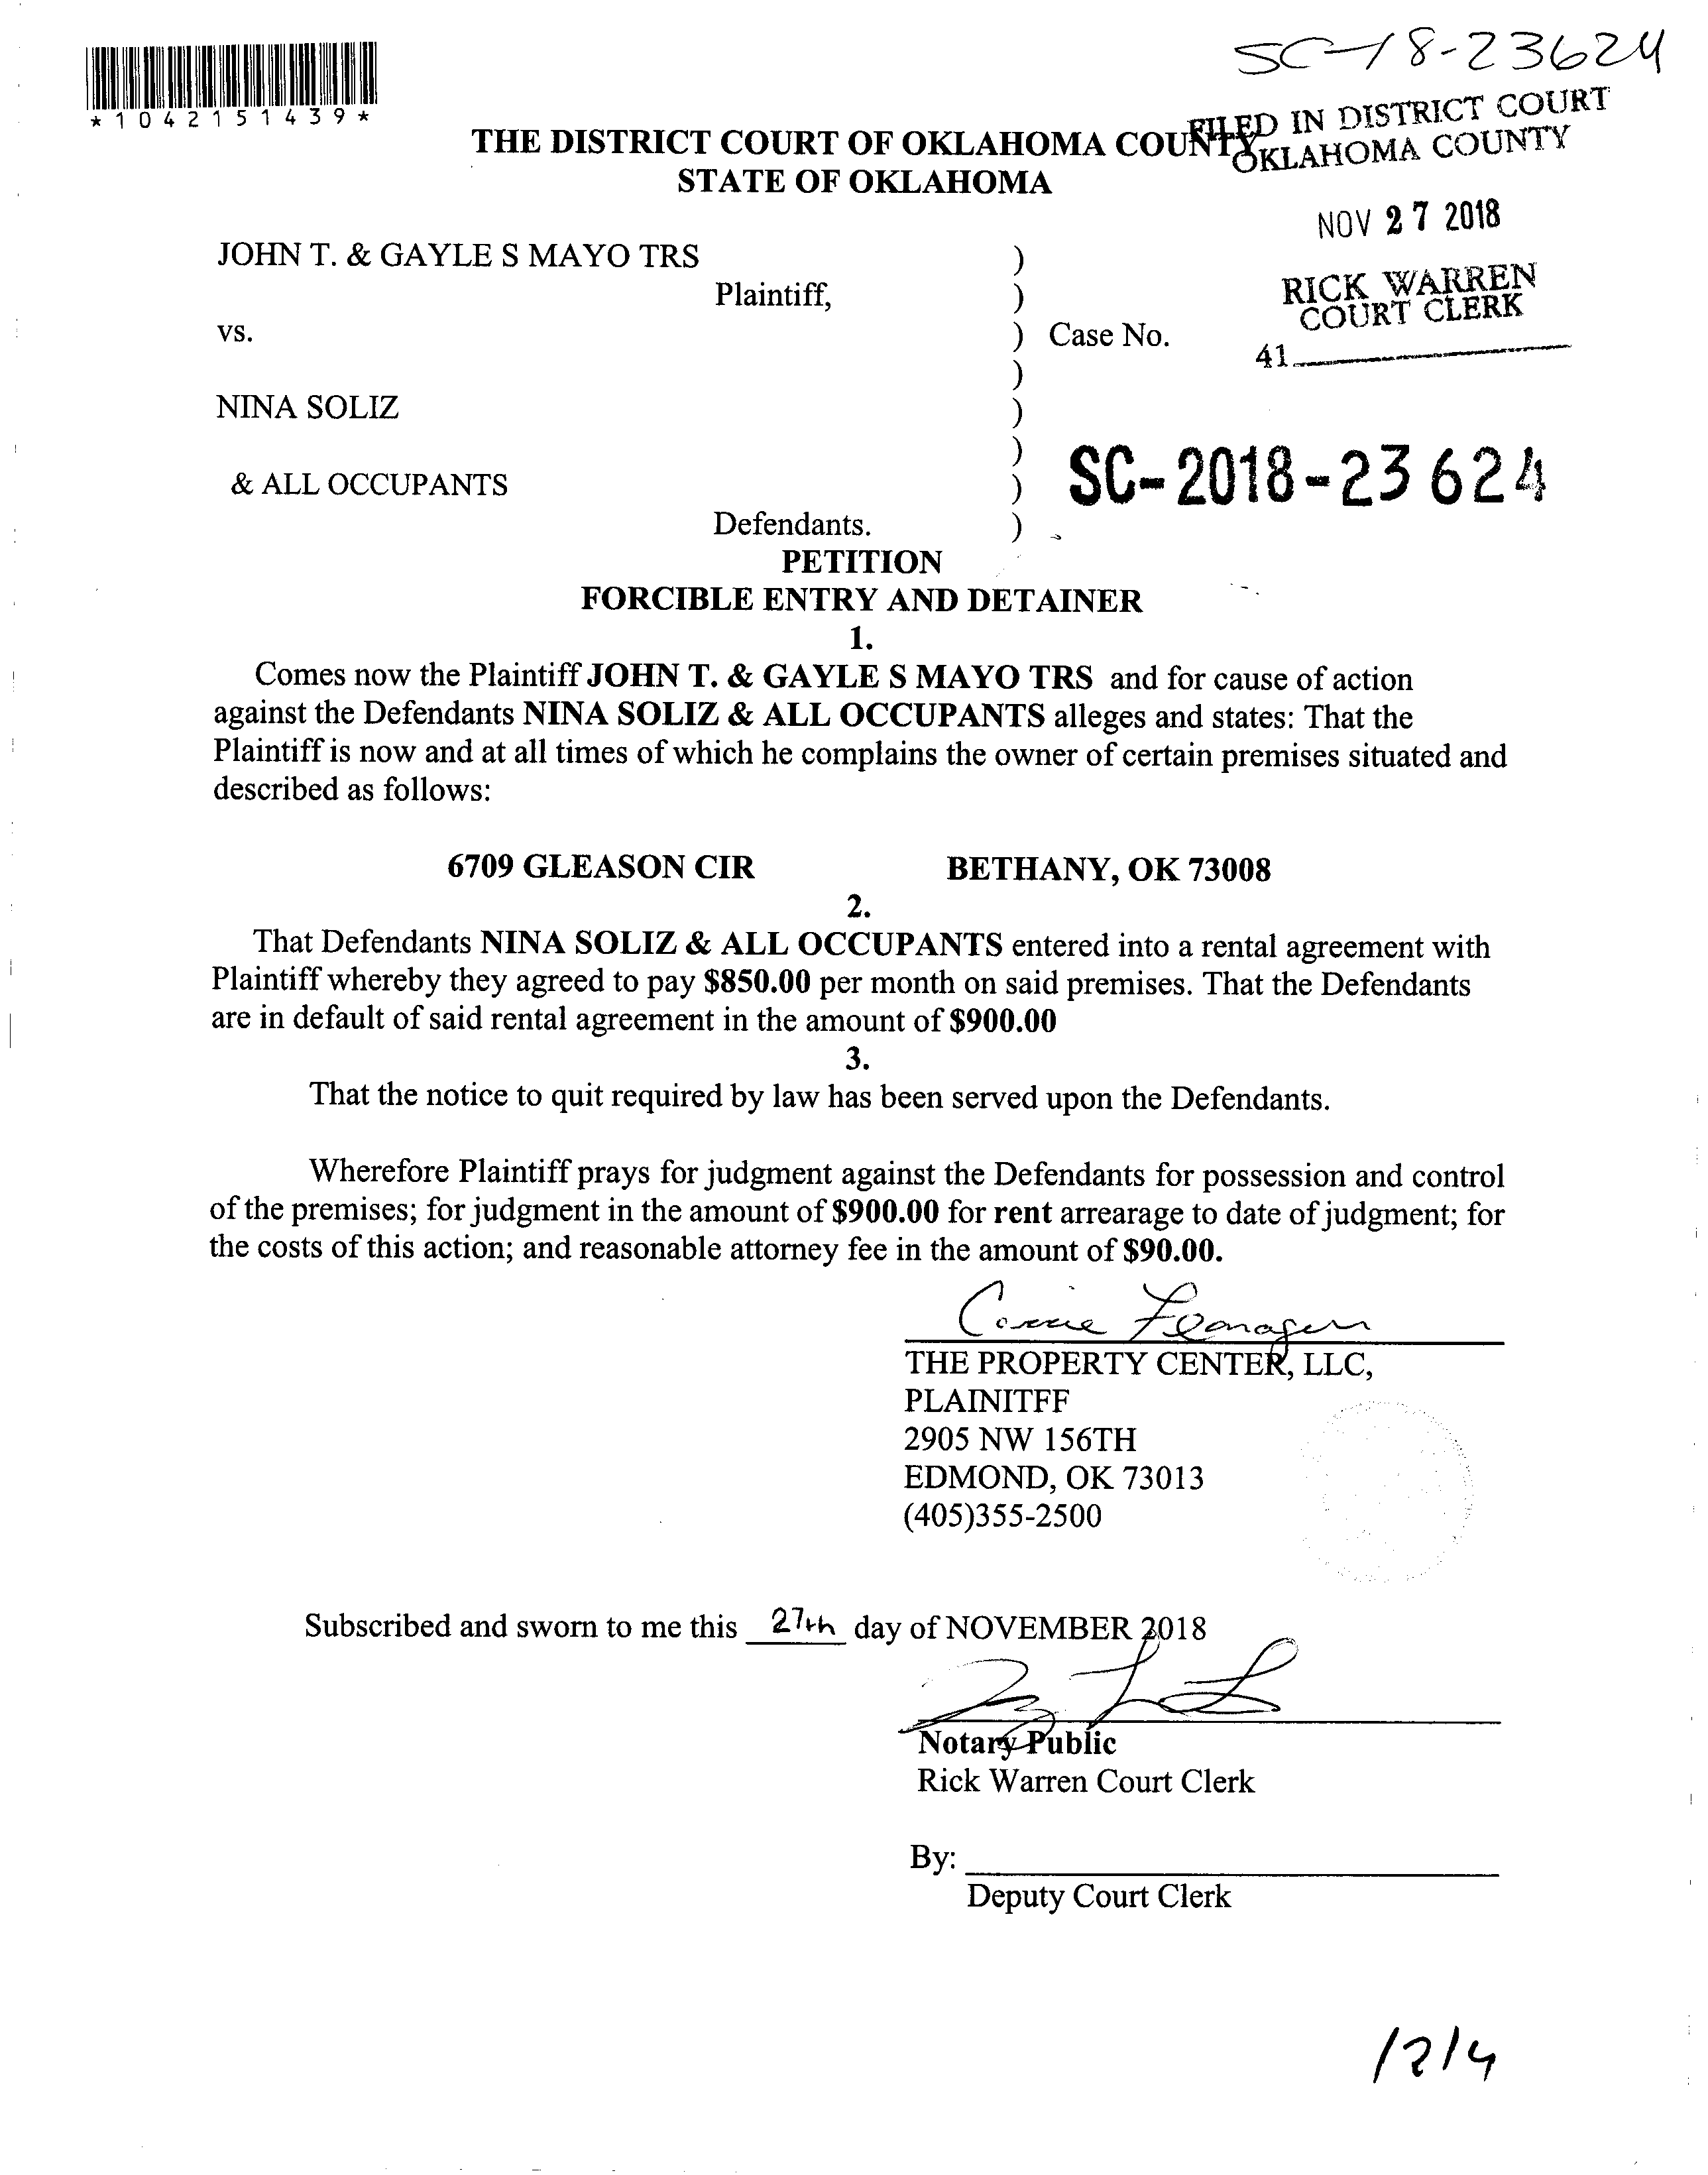 SC-18-23624
*1042151439*
FILED IN DISTRICT COURT
OKLAHOMA COUNTY
THE DISTRICT COURT OF OKLAHOMA COUNTY
STATE OF OKLAHOMA
NOV 27 2018
RICK WARREN
COURT CLERK
41
JOHN T. & GAYLE S MAYO TRS )
Plaintiff, )
vs. ) Case No.
)
NINA SOLIZ )
)
& ALL OCCUPANTS ) SC-2018-23624
Defendants. )
PETITION
FORCIBLE ENTRY AND DETAINER
1.
Comes now the Plaintiff JOHN T. & GAYLE S MAYO TRS and for cause of action
against the Defendants NINA SOLIZ & ALL OCCUPANTS alleges and states: That the
Plaintiff is now and at all times of which he complains the owner of certain premises situated and
described as follows:
6709 GLEASON CIR BETHANY, OK 73008
2.
That Defendants NINA SOLIZ & ALL OCCUPANTS entered into a rental agreement with
Plaintiff whereby they agreed to pay $850.00 per month on said premises. That the Defendants
are in default of said rental agreement in the amount of $900.00
3.
That the notice to quit required by law has been served upon the Defendants.
Wherefore Plaintiff prays for judgment against the Defendants for possession and control
of the premises; for judgment in the amount of $900.00 for rent arrearage to date of judgment; for
the costs of this action; and reasonable attorney fee in the amount of $90.00.
Corrie Flanagen
THE PROPERTY CENTER, LLC,
PLAINITFF
2905 NW 156TH
EDMOND, OK 73013
(405)355-2500
Subscribed and sworn to me this 27th day of NOVEMBER 2018
Notary Public
Rick Warren Court Clerk
By:
Deputy Court Clerk
12/4